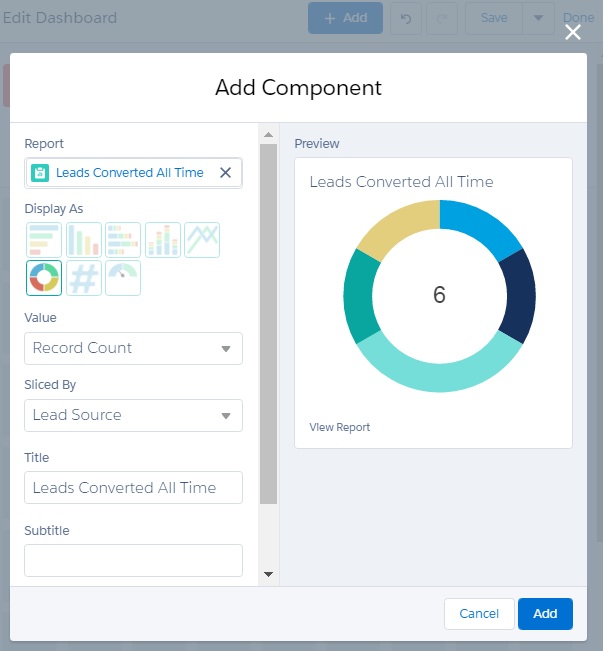 Edit Dashboard
+ Add
Save
Done
Add Component
Report
Leads Converted All Time
Display As
#
Value
Record Count
Sliced By
Lead Source
Title
Leads Converted All Time
Subtitle
Preview
Leads Converted All Time
6
View Report
Cancel
Add